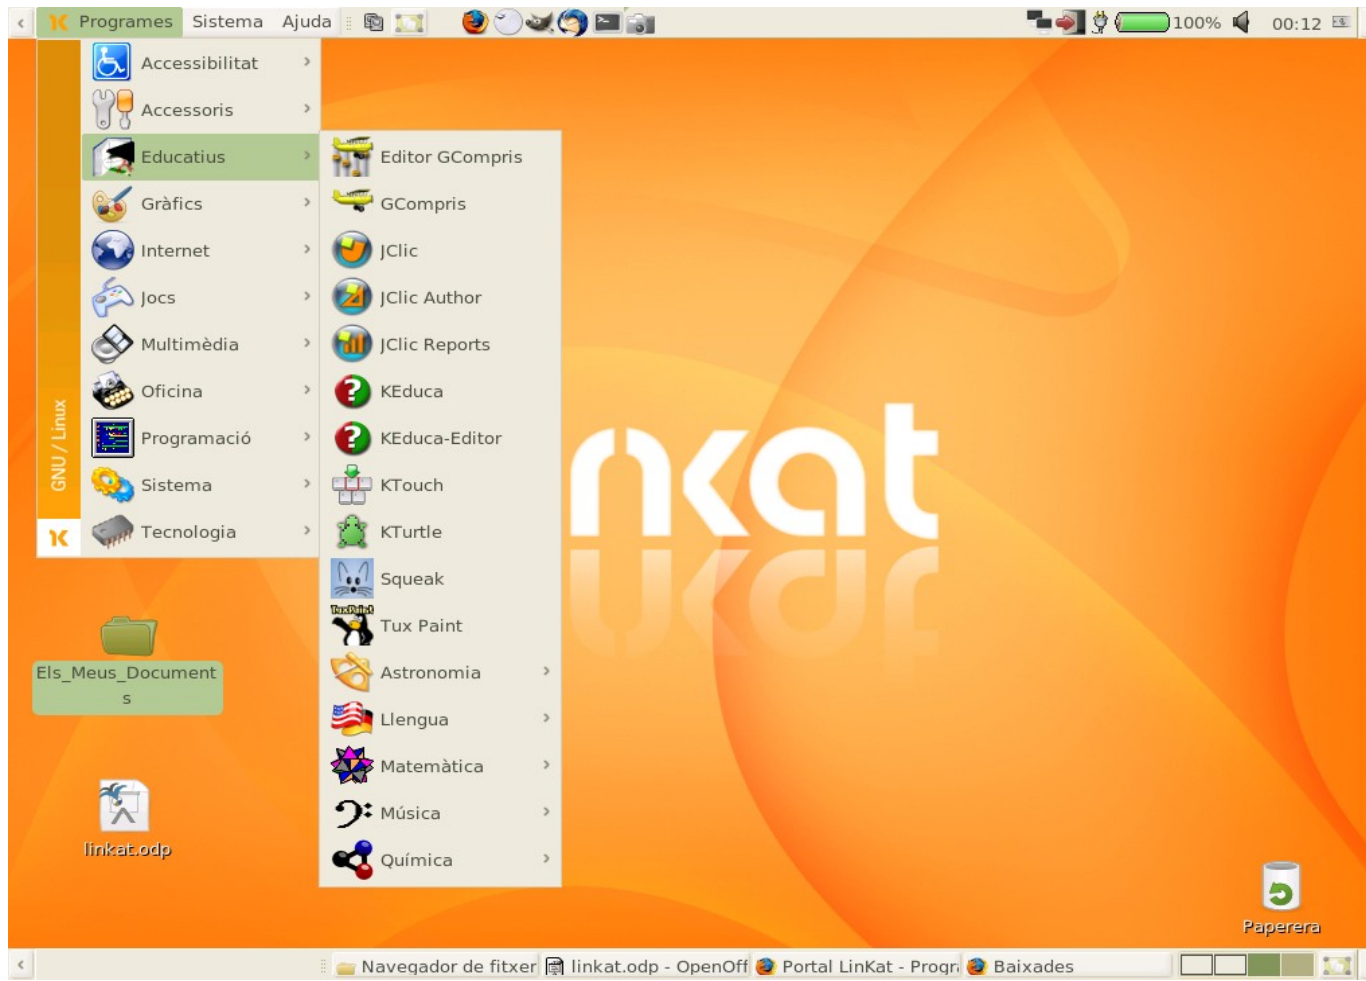 Programes Sistema Ajuda
100% 00:12
Accessibilitat
Accessoris
Educatius
Gràfics
Internet
Jocs
Multimèdia
Oficina
Programació
Sistema
Tecnologia
GNU / Linux
Editor GCompris
GCompris
JClic
JClic Author
JClic Reports
KEduca
KEduca-Editor
KTouch
KTurtle
Squeak
Tux Paint
Astronomia
Llengua
Matemàtica
Música
Química
nkat
Els_Meus_Document
s
linkat.odp
Paperera
Navegador de fitxer
linkat.odp - OpenOff
Portal LinKat - Progr
Baixades